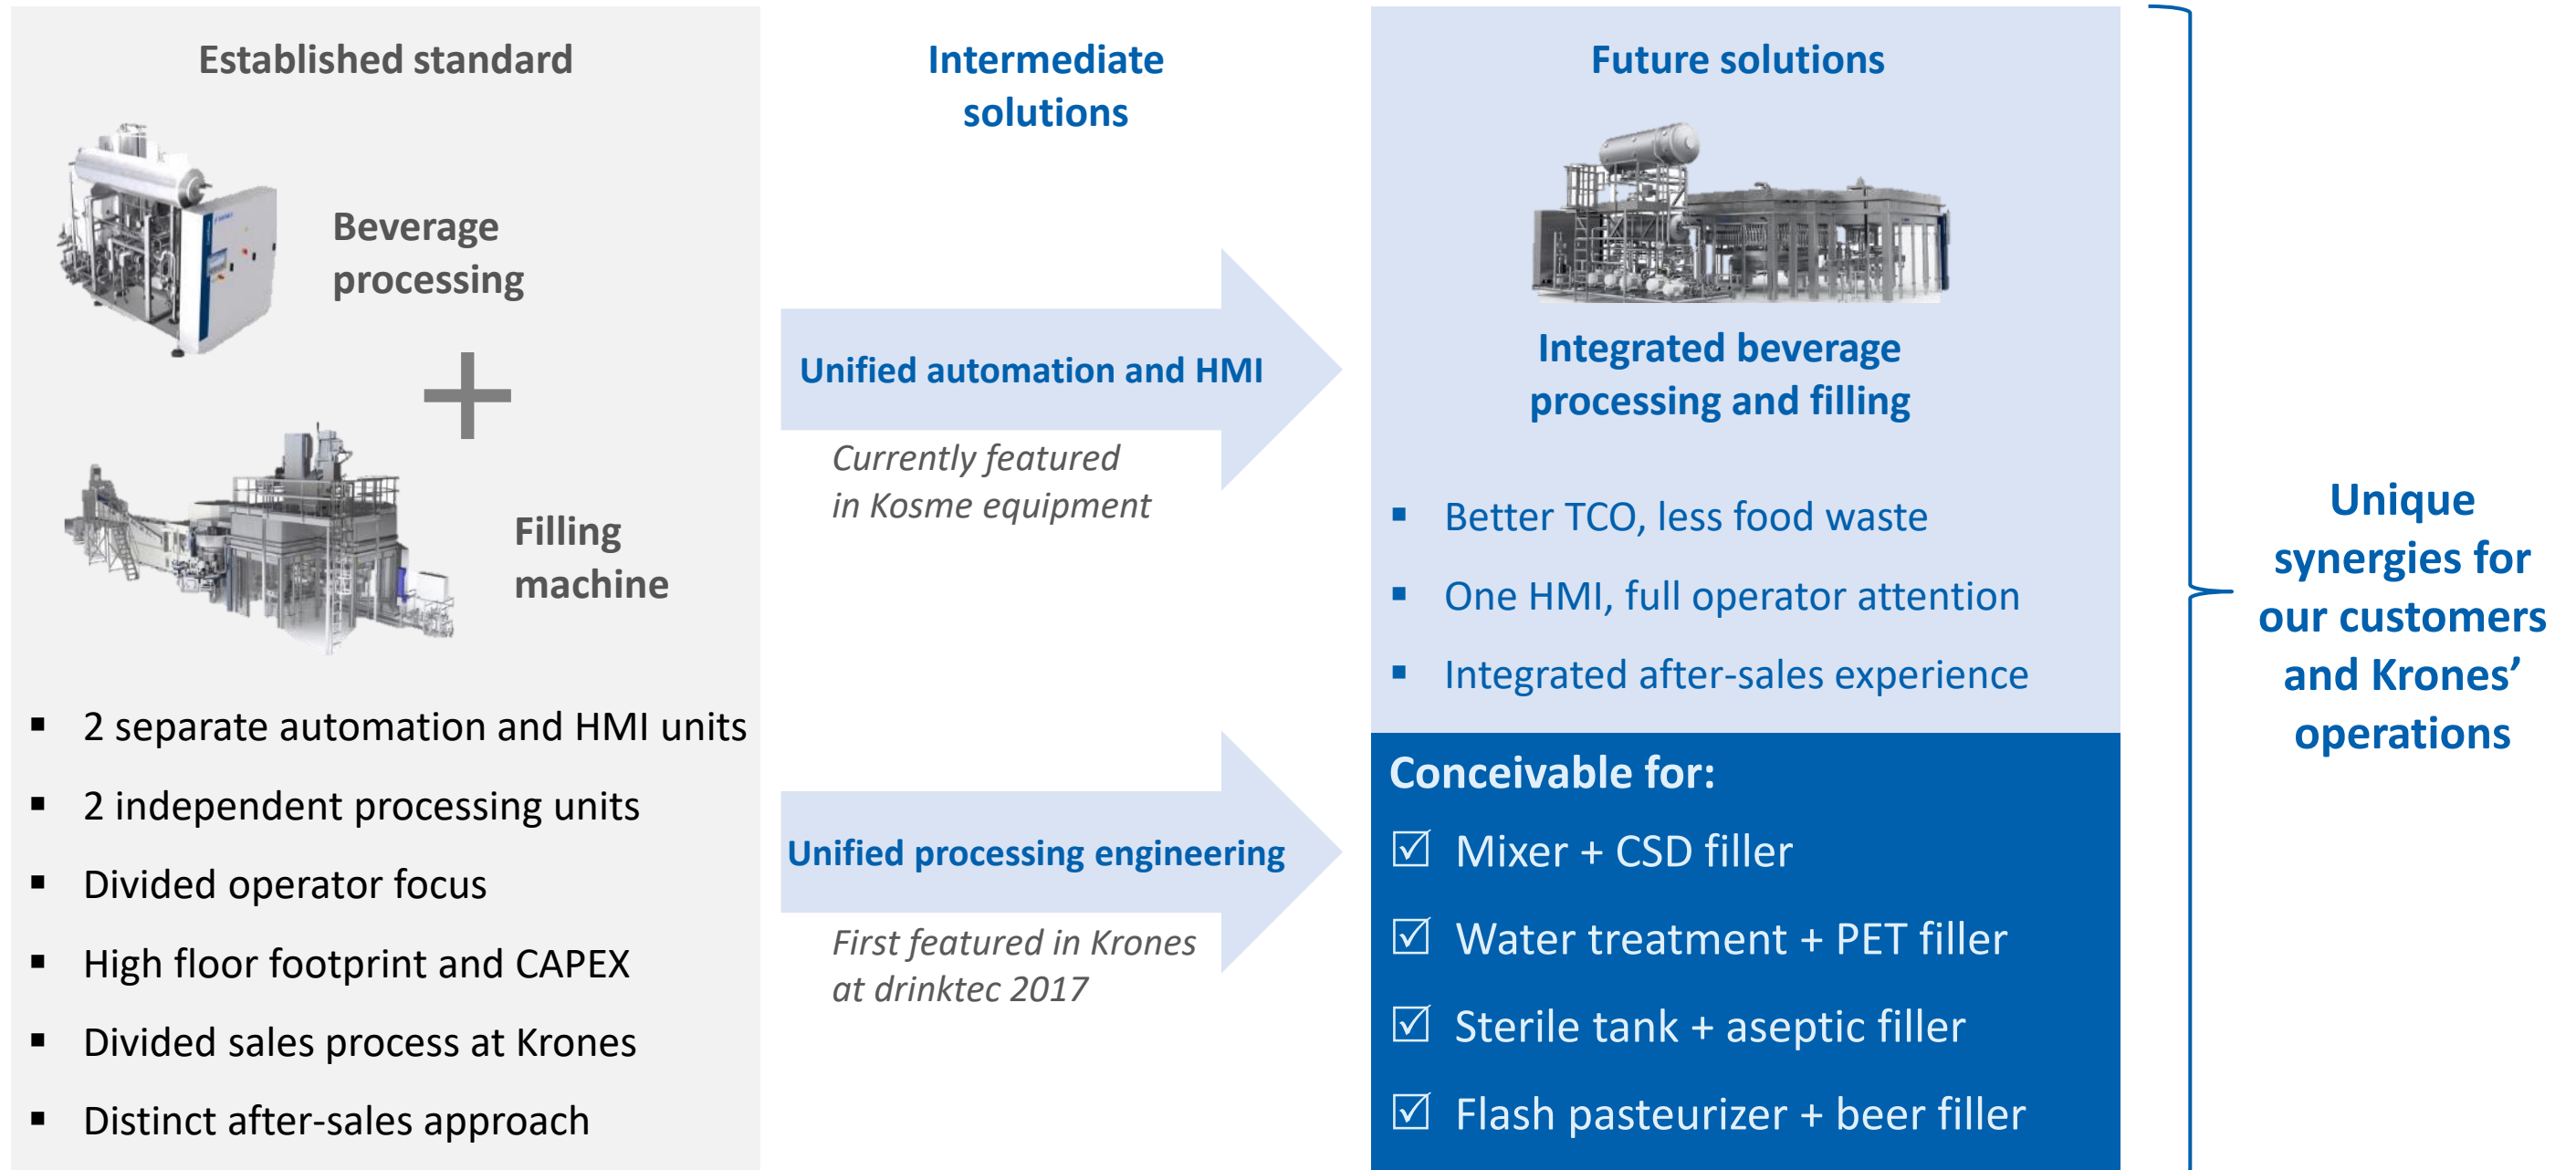 Established standard
Beverage
processing
Filling
machine
▪ 2 separate automation and HMI units
▪ 2 independent processing units
▪ Divided operator focus
▪ High floor footprint and CAPEX
▪ Divided sales process at Krones
▪ Distinct after-sales approach
Intermediate
solutions
Unified automation and HMI
Currently featured
in Kosme equipment
Unified processing engineering
First featured in Krones
at drinktec 2017
Future solutions
Integrated beverage
processing and filling
▪ Better TCO, less food waste
▪ One HMI, full operator attention
▪ Integrated after-sales experience
Conceivable for:
☑ Mixer + CSD filler
☑ Water treatment + PET filler
☑ Sterile tank + aseptic filler
☑ Flash pasteurizer + beer filler
Unique
synergies for
our customers
and Krones’
operations